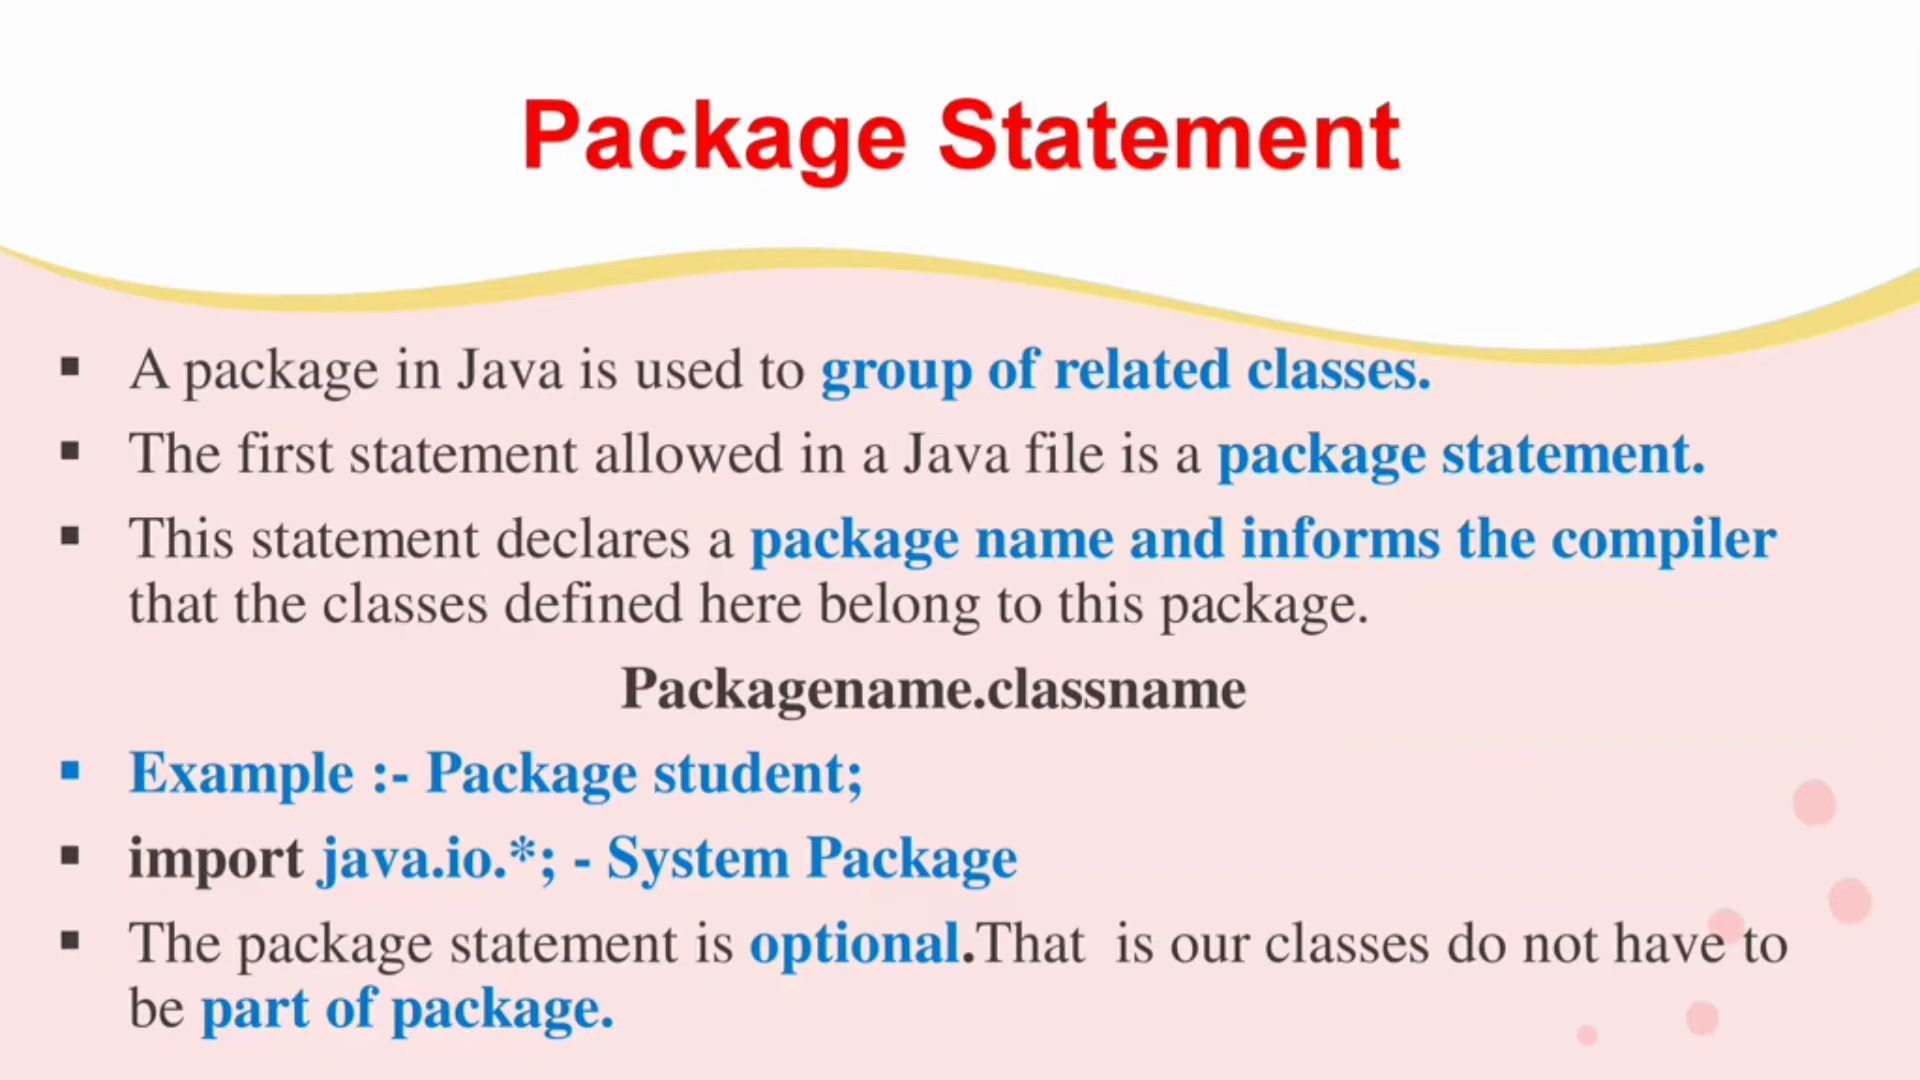 Package Statement
▪ A package in Java is used to group of related classes.
▪ The first statement allowed in a Java file is a package statement.
▪ This statement declares a package name and informs the compiler
that the classes defined here belong to this package.
Packagename.classname
▪ Example :- Package student;
▪ import java.io.*; - System Package
▪ The package statement is optional.That  is our classes do not have to
be part of package.